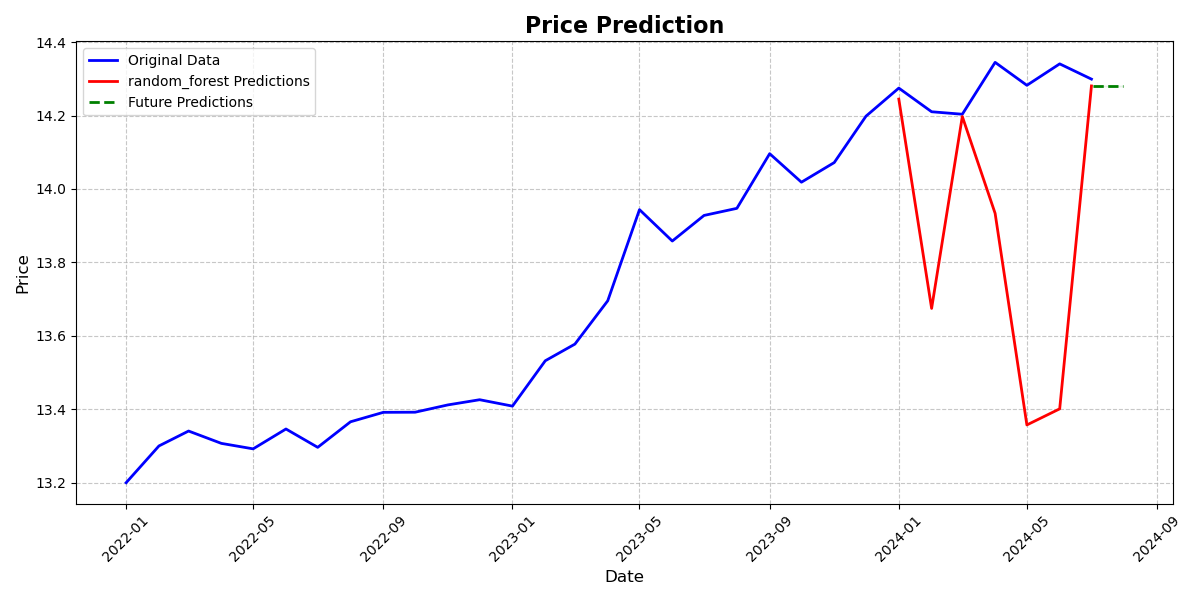 Price Prediction
Original Data
random_forest Predictions
Future Predictions
Price
14.4
14.2
14.0
13.8
13.6
13.4
13.2
2022-01
2022-05
2022-09
2023-01
2023-05
2023-09
2024-01
2024-05
2024-09
Date